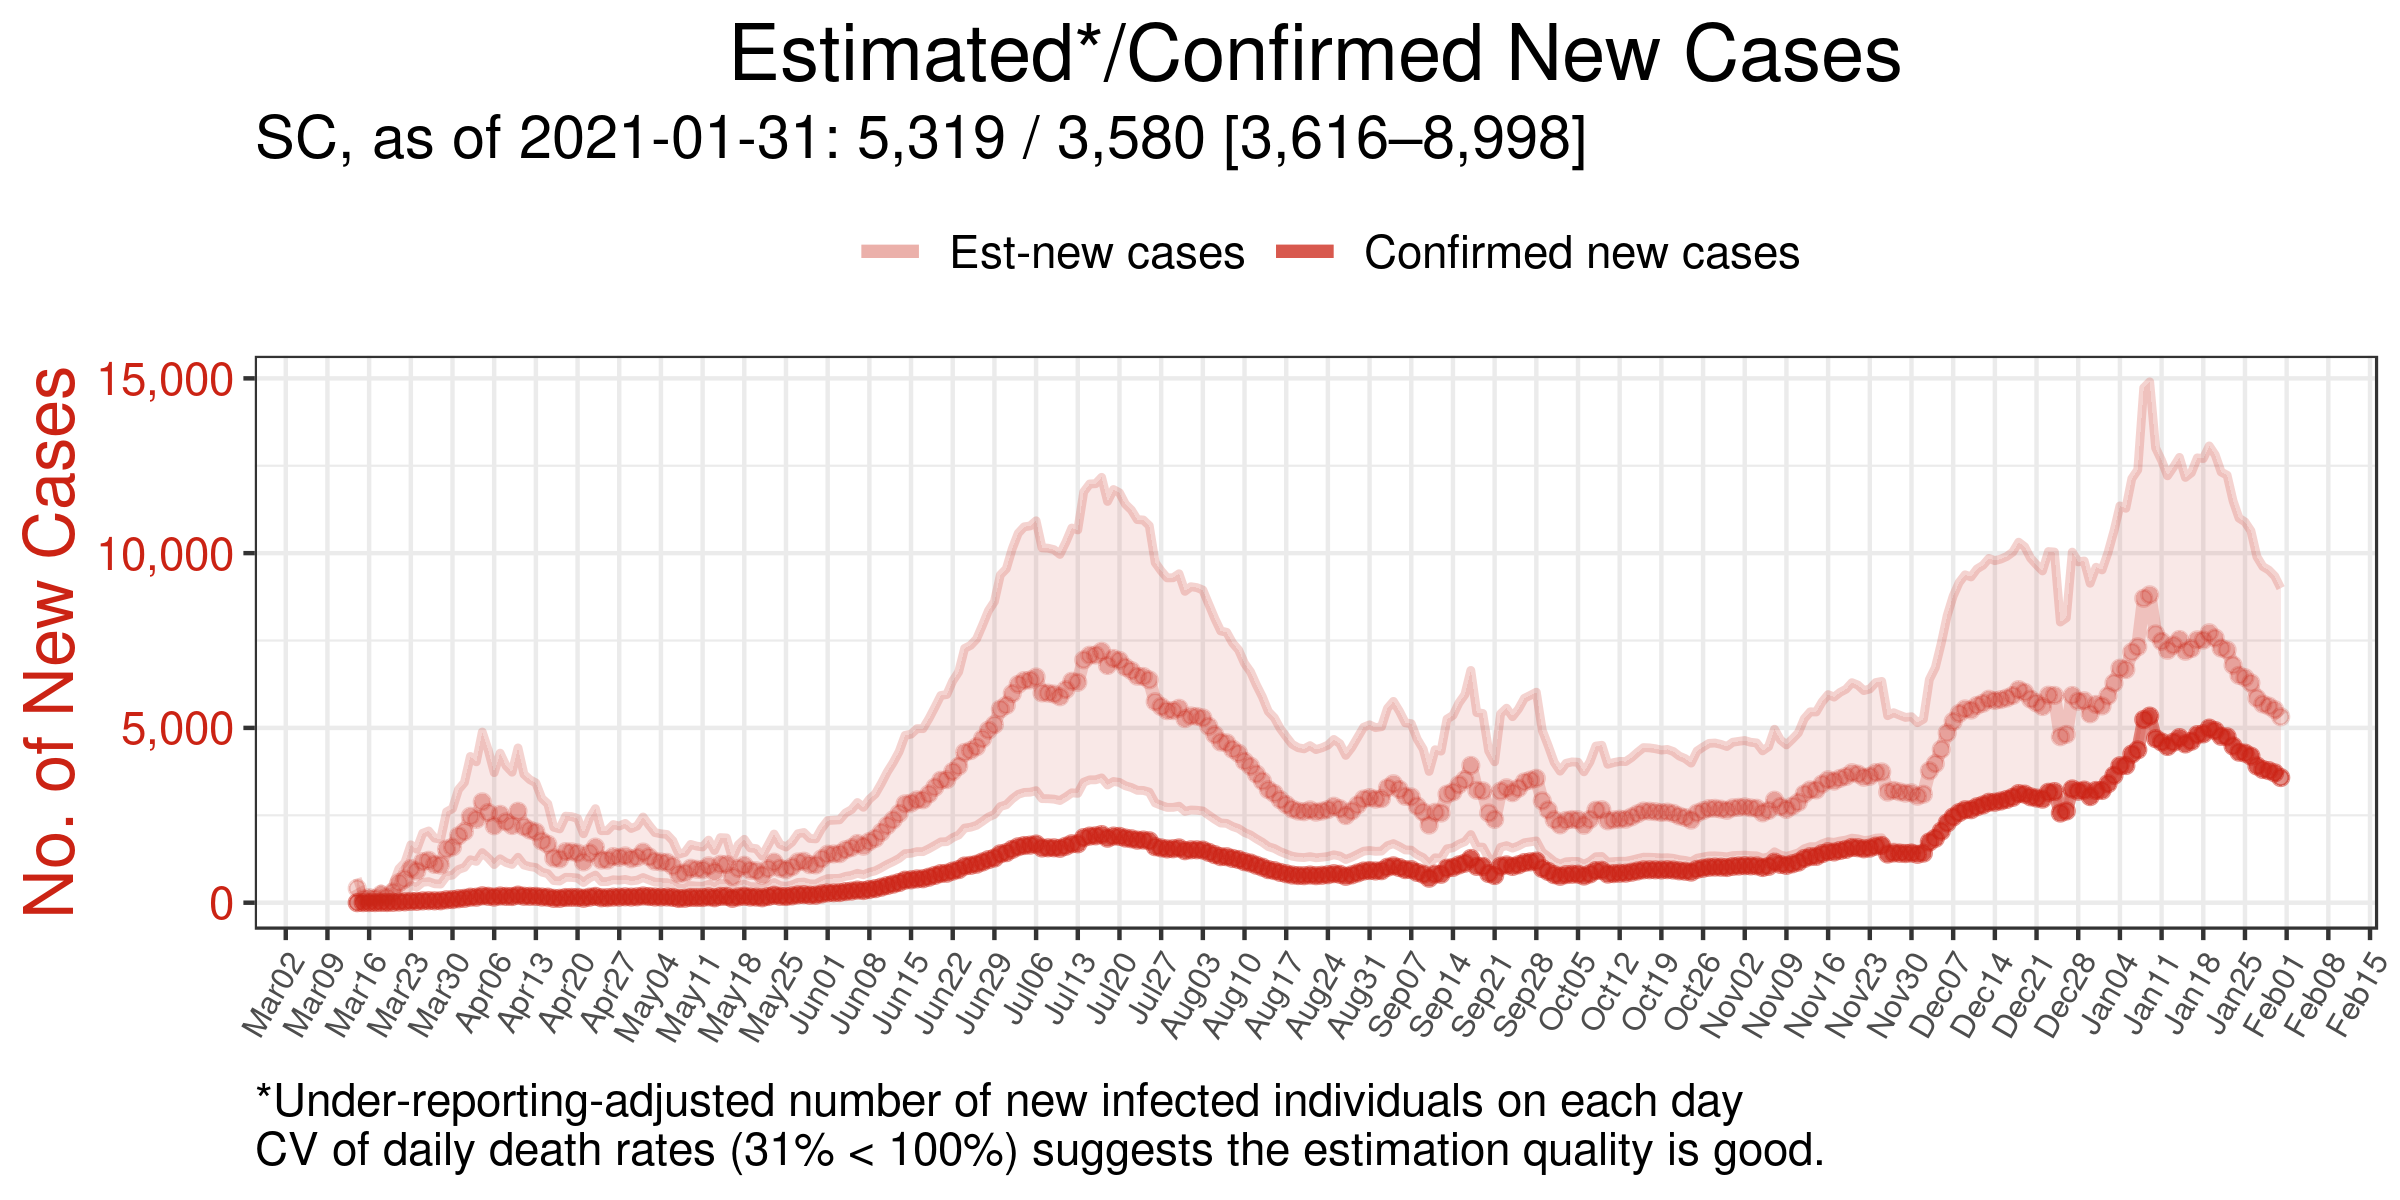 Estimated*/Confirmed New Cases
SC, as of 2021-01-31: 5,319 / 3,580 [3,616–8,998]
Est-new cases
Confirmed new cases
No. of New Cases
15,000
10,000
5,000
0
Mar02
Mar09
Mar16
Mar23
Mar30
Apr06
Apr13
Apr20
Apr27
May04
May11
May18
May25
Jun01
Jun08
Jun15
Jun22
Jun29
Jul06
Jul13
Jul20
Jul27
Aug03
Aug10
Aug17
Aug24
Aug31
Sep07
Sep14
Sep21
Sep28
Oct05
Oct12
Oct19
Oct26
Nov02
Nov09
Nov16
Nov23
Nov30
Dec07
Dec14
Dec21
Dec28
Jan04
Jan11
Jan18
Jan25
Feb01
Feb08
Feb15
*Under-reporting-adjusted number of new infected individuals on each day
CV of daily death rates (31% < 100%) suggests the estimation quality is good.